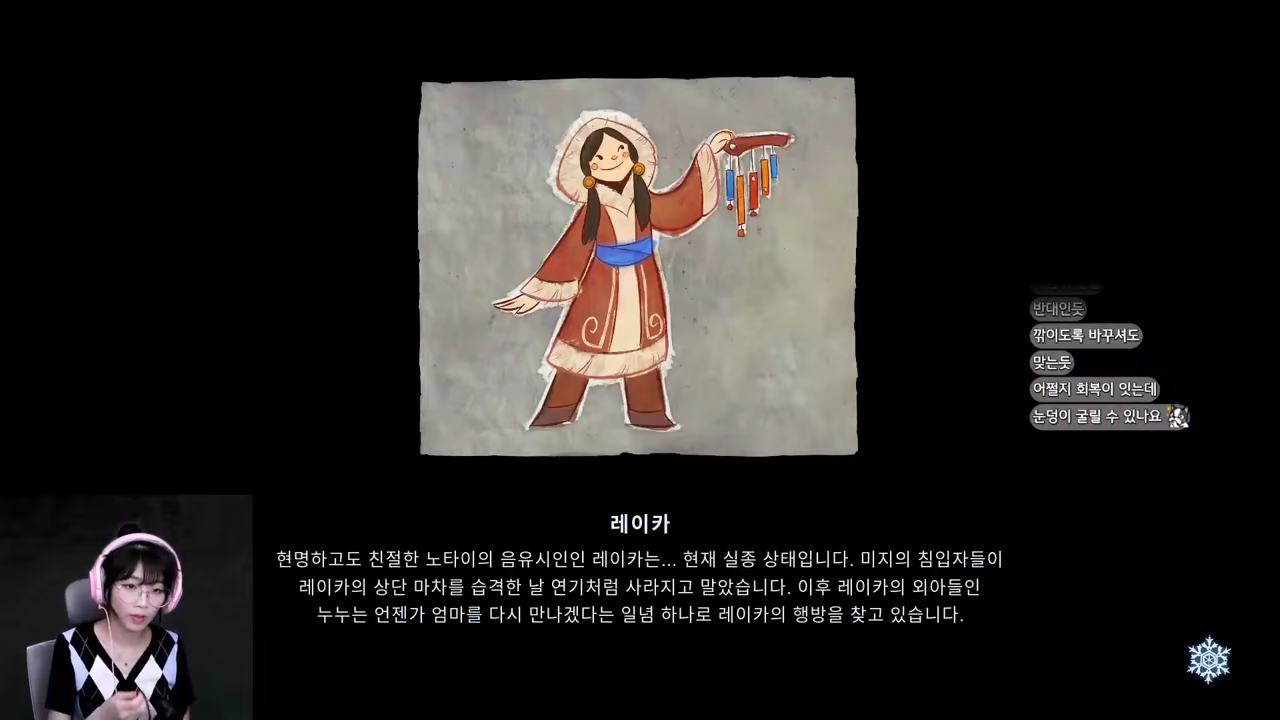 반대인듯
깎이도록 바꾸셔도
맞는듯
어쩔지 회복이 잇는데
눈덩이 굴릴 수 있나요
레이카
현명하고도 친절한 노타이의 음유시인인 레이카는... 현재 실종 상태입니다. 미지의 침입자들이
레이카의 상단 마차를 습격한 날 연기처럼 사라지고 말았습니다. 이후 레이카의 외아들인
누누는 언젠가 엄마를 다시 만나겠다는 일념 하나로 레이카의 행방을 찾고 있습니다.